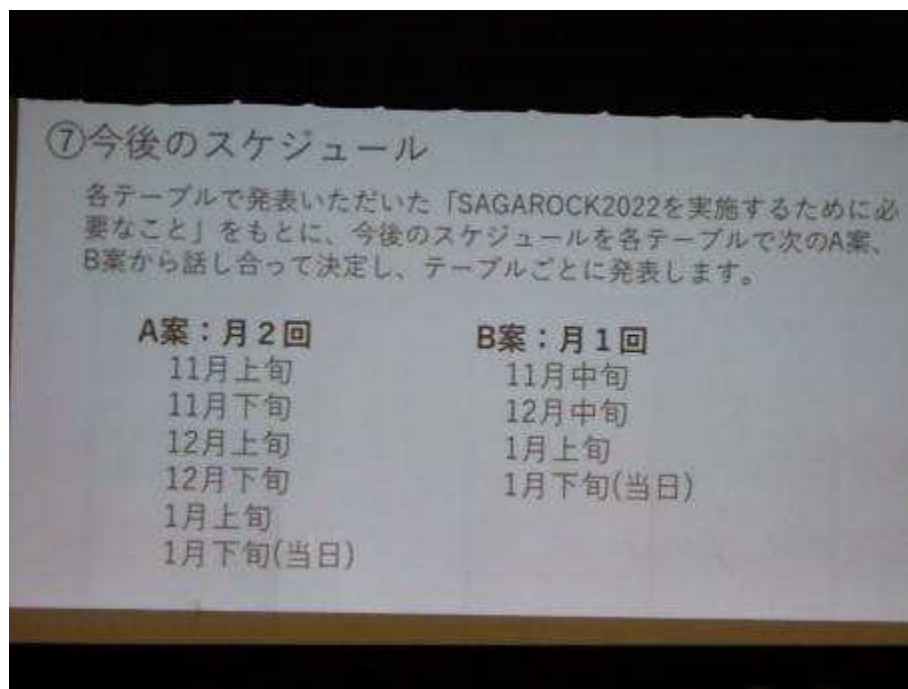 ⑦今後のスケジュール
各テーブルで発表いただいた「SAGAROCK2022を実施するために必
要なこと」をもとに、今後のスケジュールを各テーブルで次のA案、
B案から話し合って決定し、テーブルごとに発表します。
A案：月２回
11月上旬
11月下旬
12月上旬
12月下旬
1月上旬
1月下旬(当日)
B案：月１回
11月中旬
12月中旬
1月上旬
1月下旬(当日)